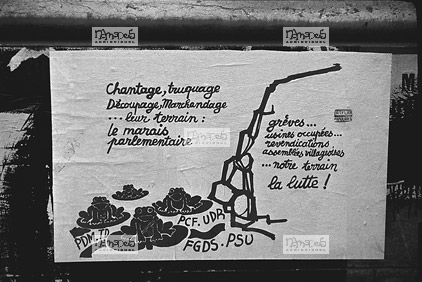 Chantage, truquage
Découpage, Marchandage
...leur terrain :
le marais
parlementaire
grèves...
usines occupées...
revendications,
assemblées villageoises
...notre terrain
la lutte !
PCF. UDR
PDM. TD
FGDS. PSU